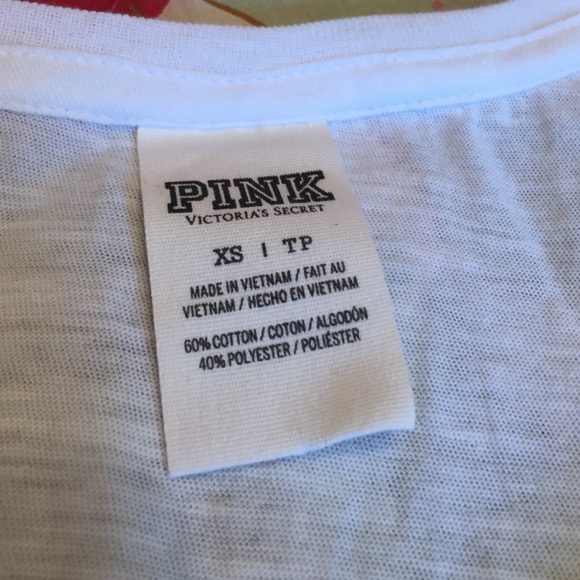 PINK
VICTORIA'S SECRET
XS | TP
MADE IN VIETNAM / FAIT AU
VIETNAM / HECHO EN VIETNAM
60% COTTON / COTON / ALGODÓN
40% POLYESTER / POLIÉSTER